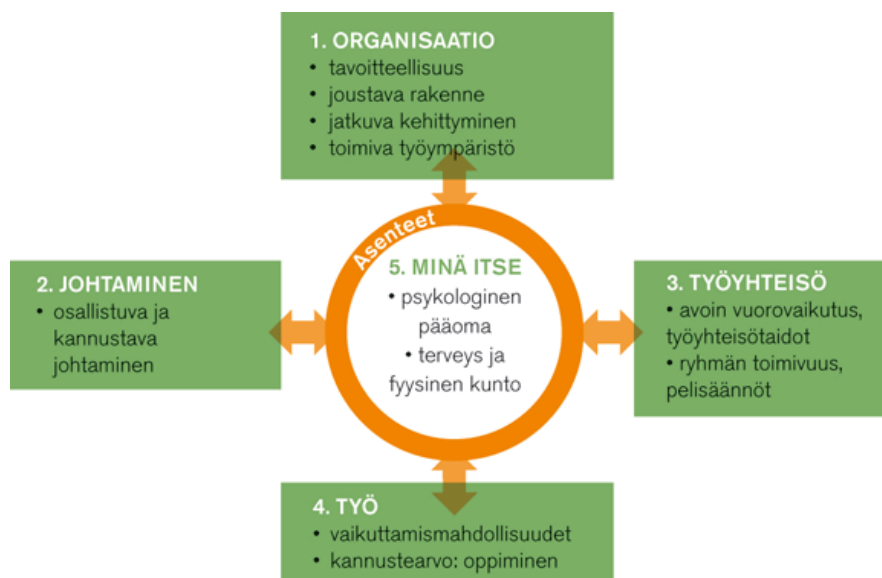 1. ORGANISAATIO
• tavoitteellisuus
• joustava rakenne
• jatkuva kehittyminen
• toimiva työympäristö
Asenteet
2. JOHTAMINEN
• osallistuva ja
kannustava
johtaminen
5. MINÄ ITSE
• psykologinen
pääoma
• terveys ja
fyysinen kunto
3. TYÖYHTEISÖ
• avoin vuorovaikutus,
työyhteisötaidot
• ryhmän toimivuus,
pelisäännöt
4. TYÖ
• vaikuttamismahdollisuudet
• kannustearvo: oppiminen